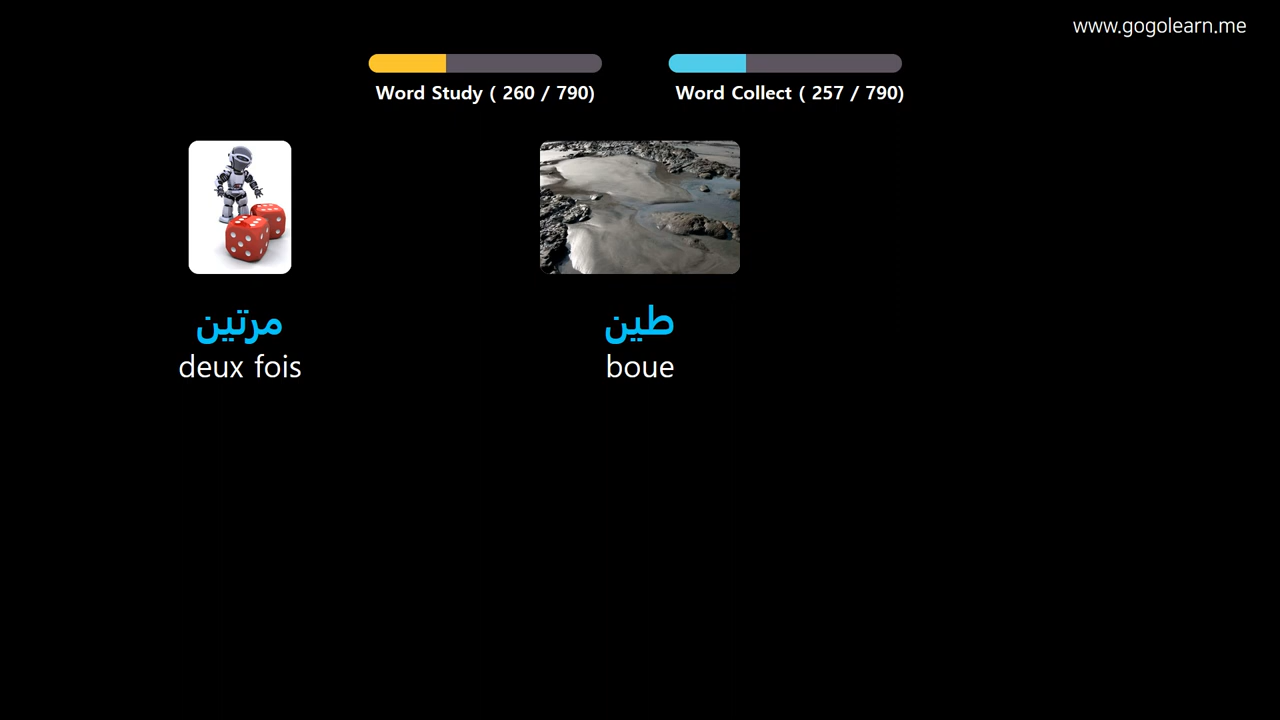 www.gogolearn.me
Word Study ( 260 / 790)
Word Collect ( 257 / 790)
مرتين
deux fois
طين
boue